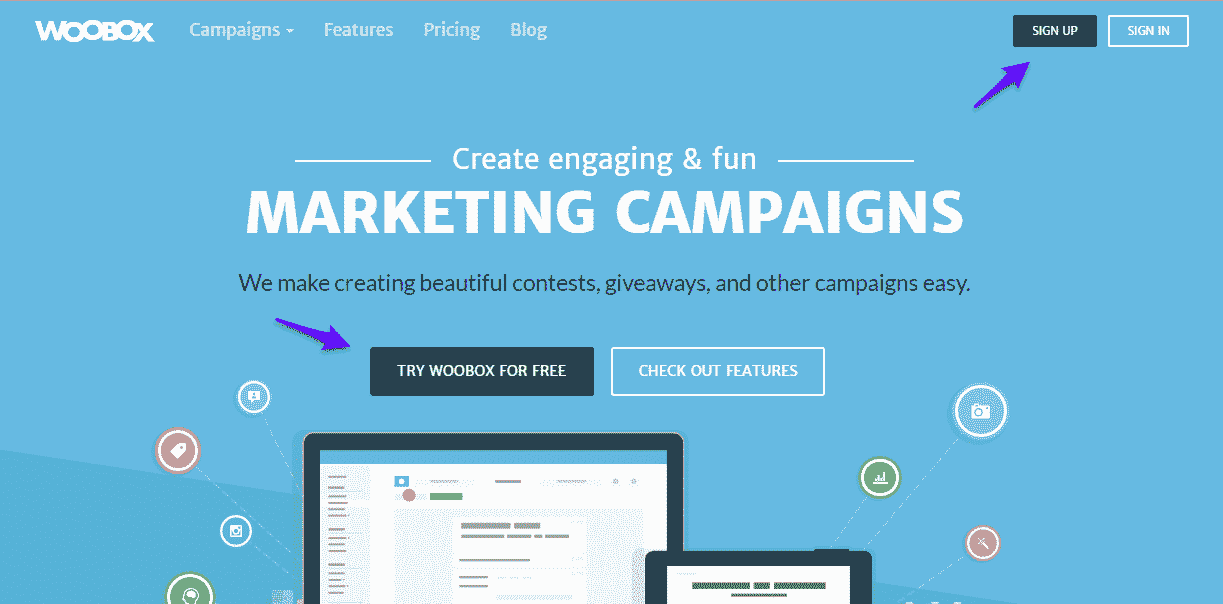 WOOBOX
Campaigns
Features
Pricing
Blog
SIGN UP
SIGN IN
Create engaging & fun
MARKETING CAMPAIGNS
We make creating beautiful contests, giveaways, and other campaigns easy.
TRY WOOBOX FOR FREE
CHECK OUT FEATURES